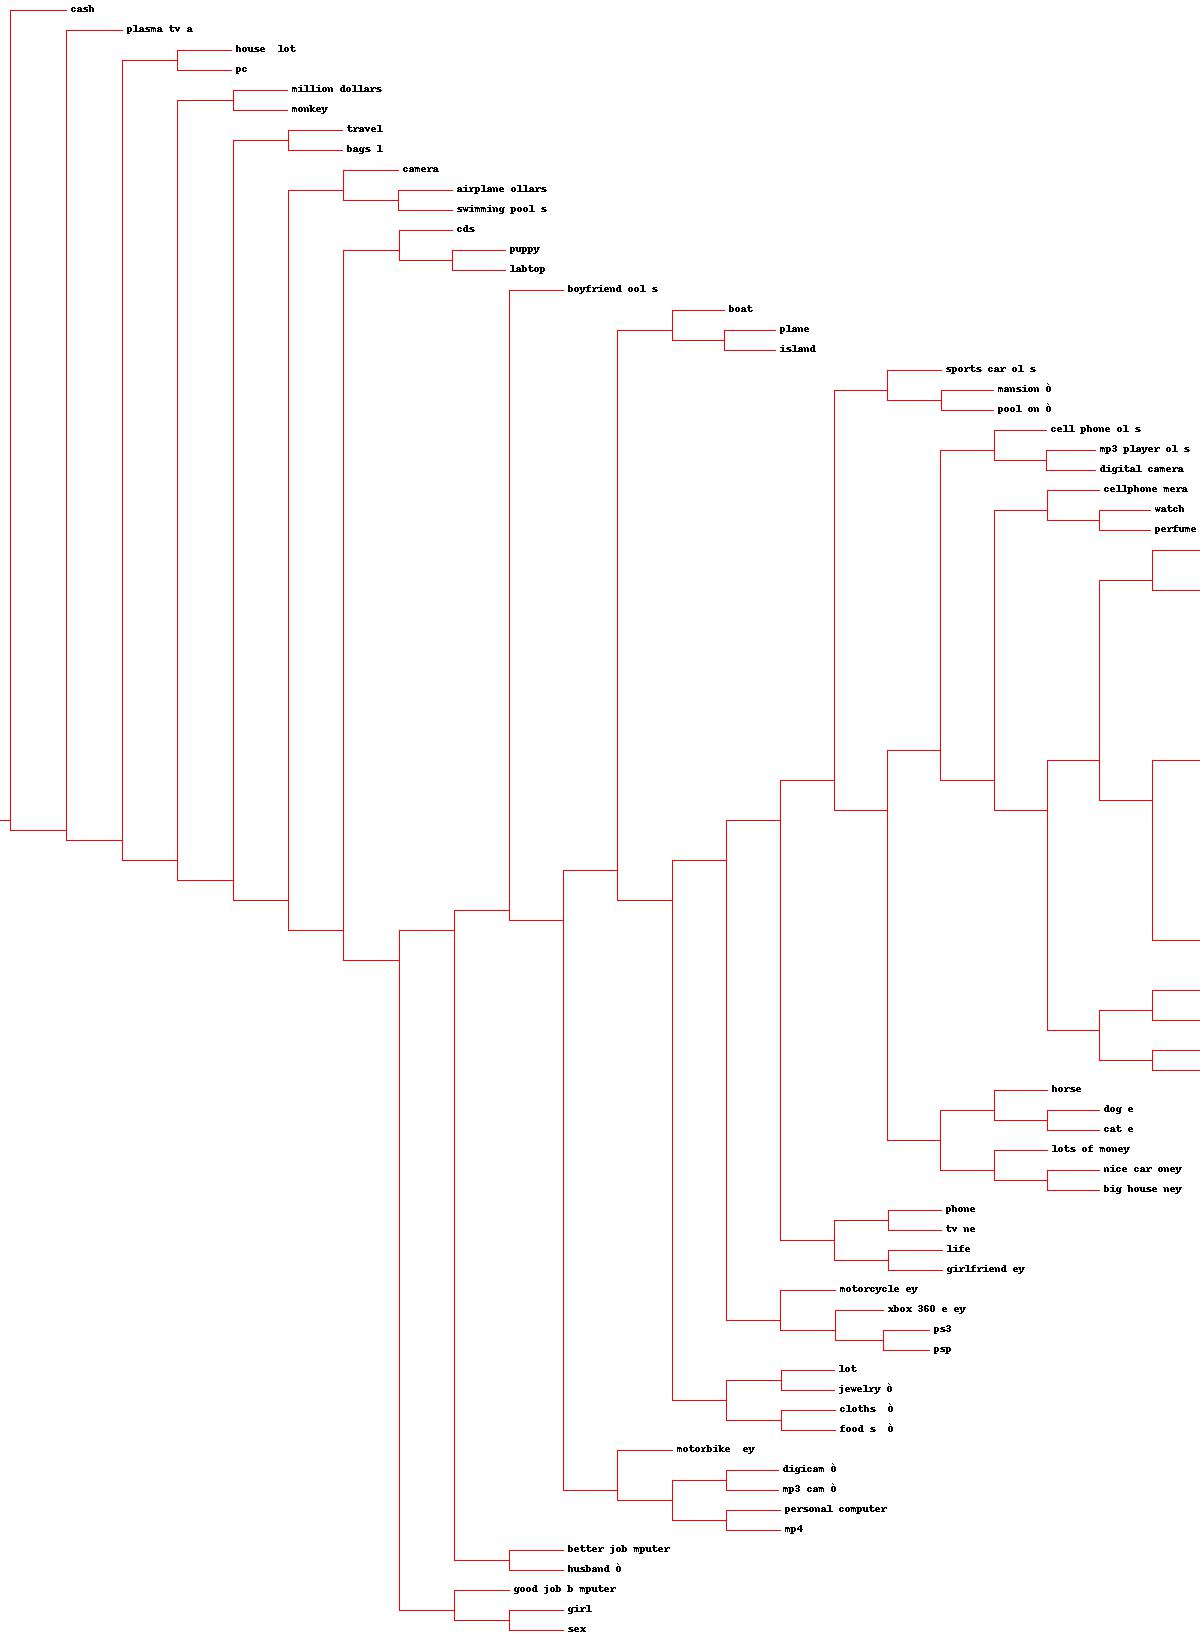 cash
plasma tv a
house  lot
pc
million dollars
monkey
travel
bags l
camera
airplane ollars
swimming pool s
cds
puppy
labtop
boyfriend ool s
boat
plane
island
sports car ol s
mansion Ò
pool on Ò
cell phone ol s
mp3 player ol s
digital camera
cellphone mera
watch
perfume
horse
dog e
cat e
lots of money
nice car oney
big house ney
phone
tv ne
life
girlfriend ey
motorcycle ey
xbox 360 e ey
ps3
psp
lot
jewelry Ò
cloths  Ò
food s  Ò
motorbike  ey
digicam Ò
mp3 cam Ò
personal computer
mp4
better job mputer
husband Ò
good job b mputer
girl
sex